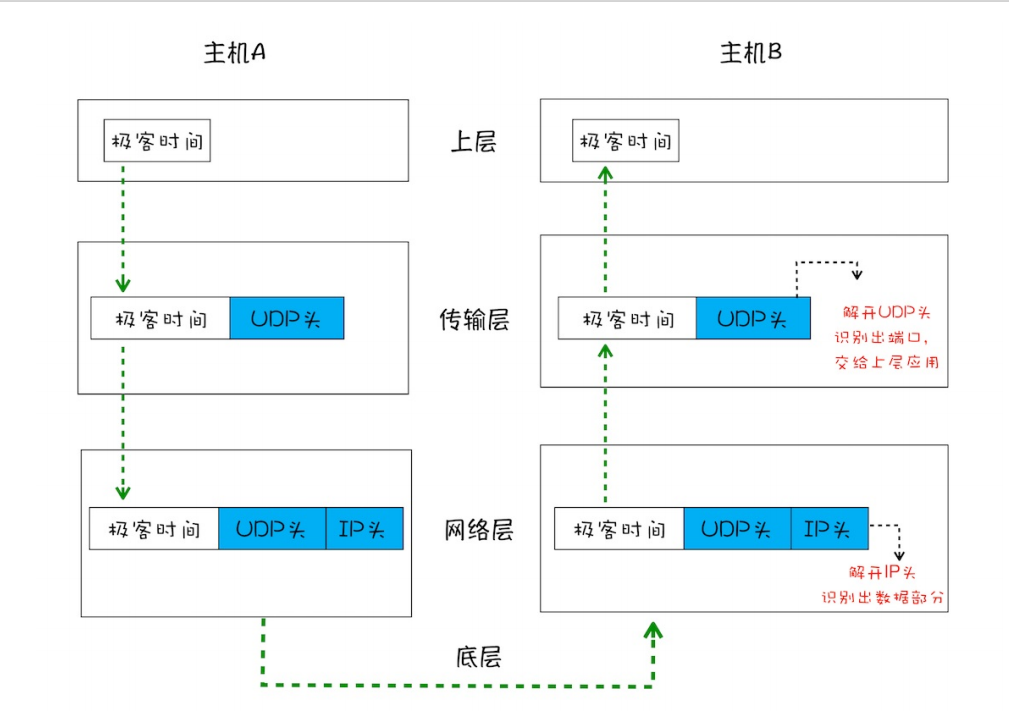 主机A
主机B
极客时间
上层
极客时间
极客时间
UDP头
传输层
极客时间
UDP头
解开UDP头
识别出端口,
交给上层应用
极客时间
UDP头
IP头
网络层
极客时间
UDP头
IP头
解开IP头
识别出数据部分
底层